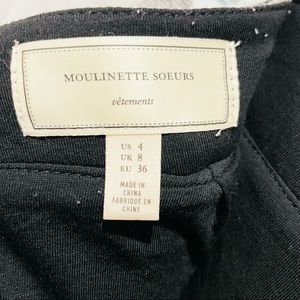 MOULINETTE SOEURS
vêtements
US 4
UK 8
EU 36
MADE IN
CHINA
FABRIQUÉ EN
CHINE